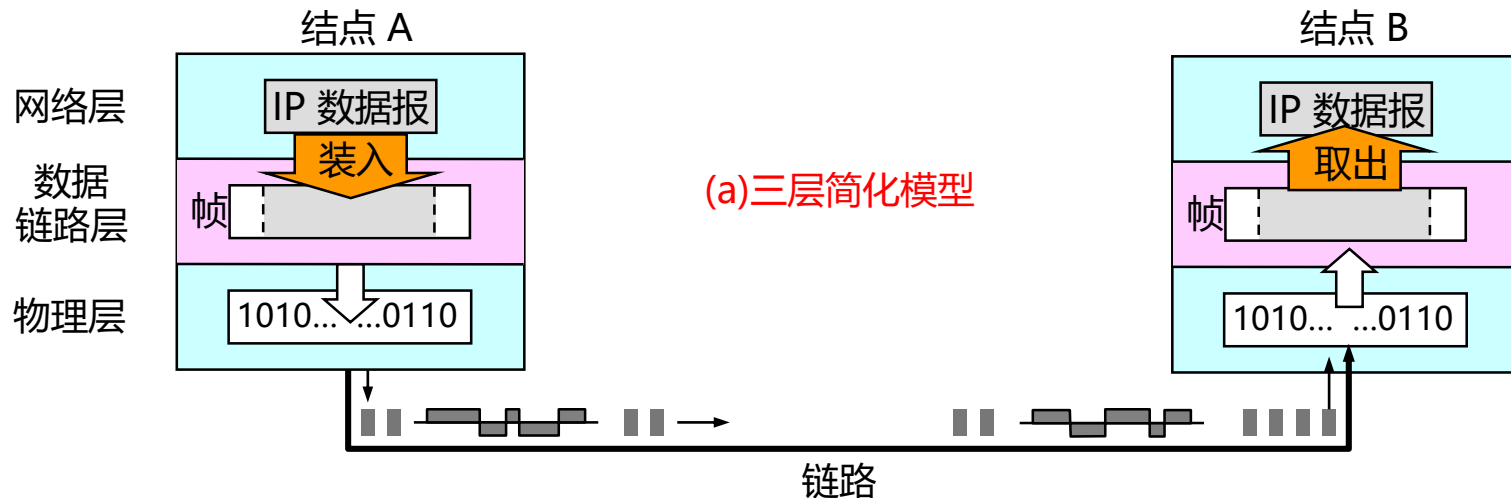 结点 A
结点 B
网络层
IP 数据报
IP 数据报
装入
取出
数据
链路层
帧
(a)三层简化模型
帧
物理层
1010... ...0110
1010... ...0110
链路